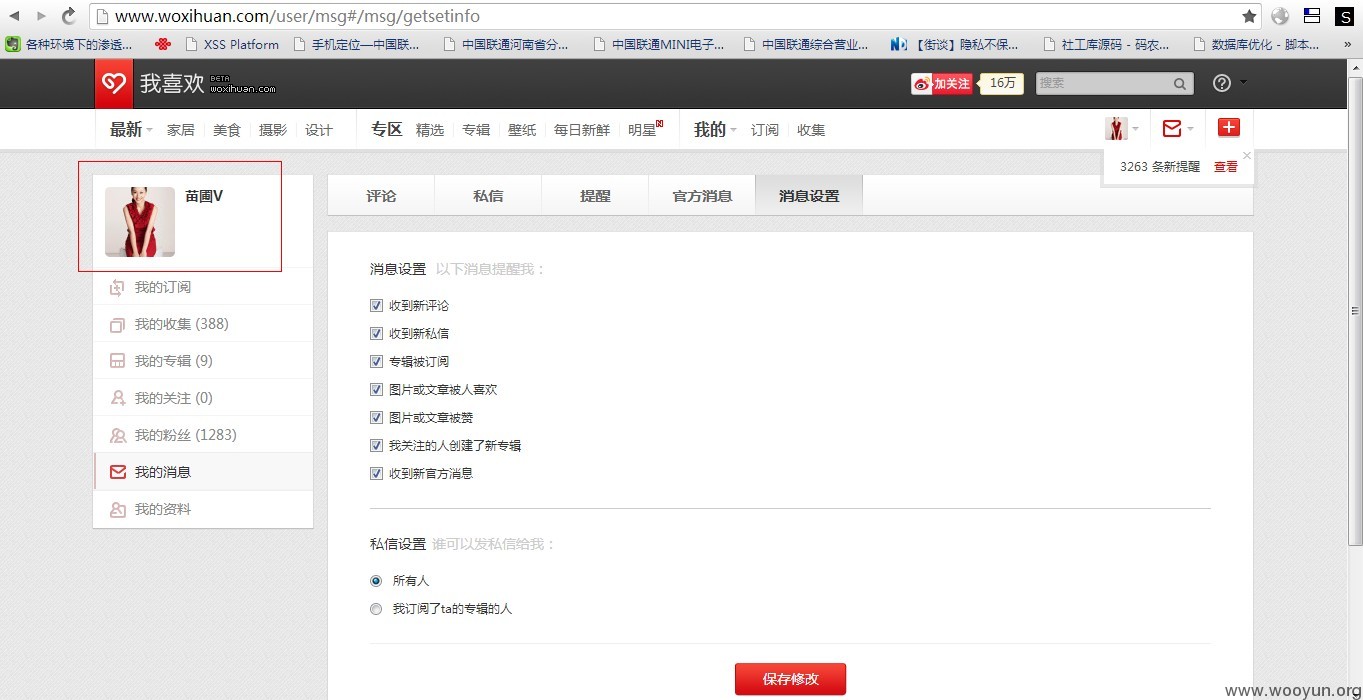 www.woxihuan.com/user/msg#/msg/getsetinfo
各种环境下的渗透... XSS Platform 手机定位—中国联... 中国联通河南省分... 中国联通MINI电子... 中国联通综合营业... 【街谈】隐私不保... 社工库源码 - 码农... 数据库优化 - 脚本... »
我喜欢 BETA woxihuan.com 加关注 16万 搜索
最新 家居 美食 摄影 设计 专区 精选 专辑 壁纸 每日新鲜 明星 N 我的 订阅 收集
3263 条新提醒 查看
苗圃V
评论 私信 提醒 官方消息 消息设置
我的订阅
我的收集 (388)
我的专辑 (9)
我的关注 (0)
我的粉丝 (1283)
我的消息
我的资料
消息设置 以下消息提醒我：
收到新评论
收到新私信
专辑被订阅
图片或文章被人喜欢
图片或文章被赞
我关注的人创建了新专辑
收到新官方消息
私信设置 谁可以发私信给我：
所有人
我订阅了ta的专辑的人
保存修改
www.wooyun.org